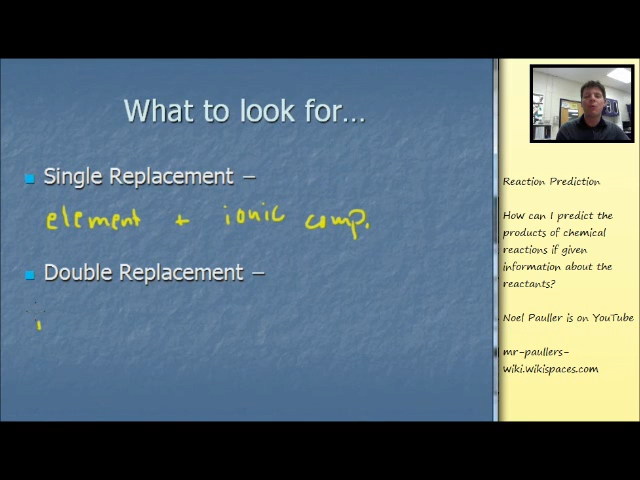 What to look for...
Single Replacement –
element + ionic comp.
Double Replacement –
Reaction Prediction
How can I predict the
products of chemical
reactions if given
information about the
reactants?
Noel Pauller is on YouTube
mr-paullers-
wiki.wikispaces.com